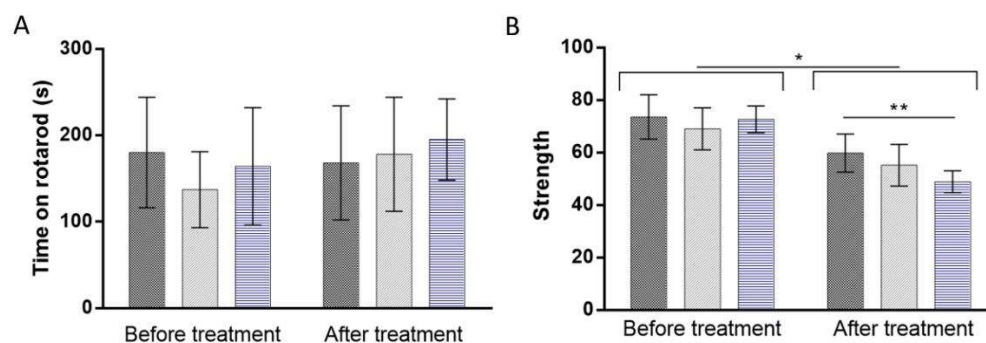 A
Time on rotarod (s)
300
200
100
0
Before treatment
After treatment
B
Strength
100
80
60
40
20
0
*
**
Before treatment
After treatment